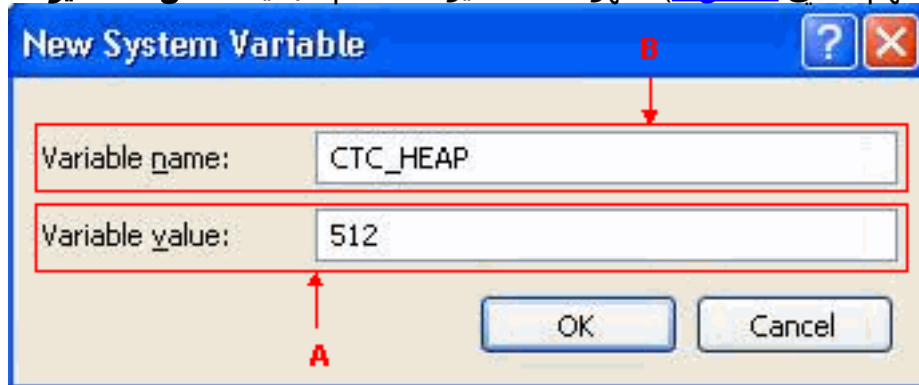 New System Variable
B
Variable name: CTC_HEAP
Variable value: 512
OK Cancel
A